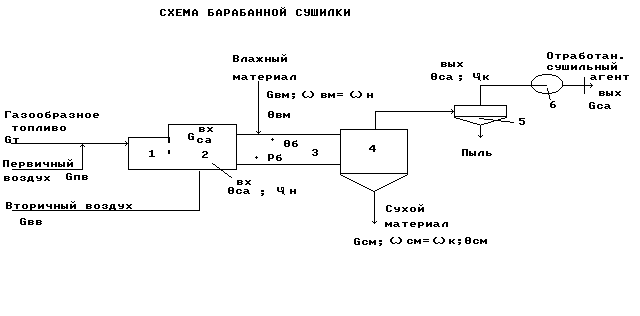 СХЕМА БАРАБАННОЙ СУШИЛКИ
Влажный
материал
Gвм; ω вм= ω н
θвм
вых
θса ; φк
Отработан.
сушильный
агент
вых
Gса
6
5
Пыль
Газообразное
топливо
Gт
Первичный
воздух Gпв
1
вх
Gса
2
θб
Pб
3
4
вх
θса ; φн
Вторичный воздух
Gвв
Сухой
материал
Gсм; ω см= ω к;θсм